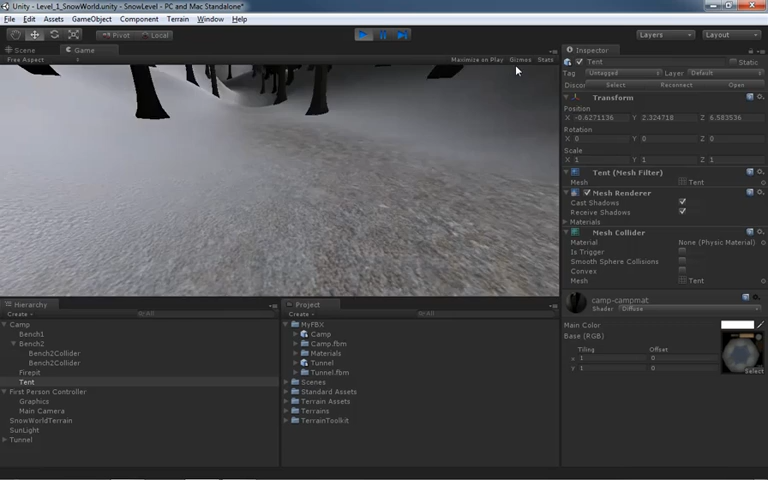 Unity - Level_1_SnowWorld.unity - SnowLevel - PC and Mac Standalone*
File Edit Assets GameObject Component Terrain Window Help
Pivot Local Layers Layout
Scene Game Inspector
Free Aspect Maximize on Play Gizmos Stats
Tent Static
Tag Untagged Layer Default
Discor Select Reconnect Open
Transform
Position
X -0.6271136 Y 2.324718 Z 6.583536
Rotation
X 0 Y 0 Z 0
Scale
X 1 Y 1 Z 1
Tent (Mesh Filter)
Mesh Tent
Mesh Renderer
Cast Shadows
Receive Shadows
Materials
Mesh Collider
Material None (Physic Material)
Is Trigger
Smooth Sphere Collisions
Convex
Mesh Tent
camp-campmat
Shader Diffuse
Main Color
Base (RGB)
Tiling Offset
x 1 0
y 1 0
Select
Hierarchy
Create All
Camp
Bench1
Bench2
Bench2Collider
Bench2Collider
Firepit
Tent
First Person Controller
Graphics
Main Camera
SnowWorldTerrain
SunLight
Tunnel
Project
Create All
MyFBX
Camp
Camp.fbm
Materials
Tunnel
Tunnel.fbm
Scenes
Standard Assets
Terrain Assets
Terrains
TerrainToolkit